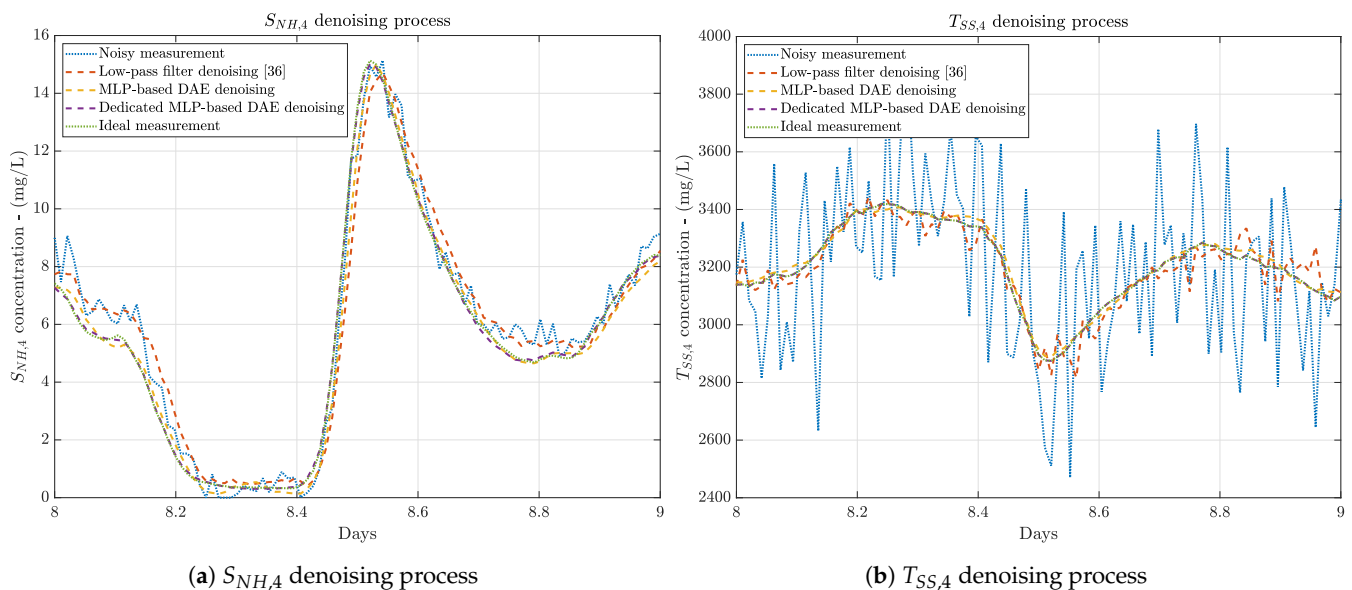 S_{NH,4} denoising process
16
14
12
10
8
6
4
2
0
S_{NH,4} concentration - (mg/L)
Noisy measurement
Low-pass filter denoising [36]
MLP-based DAE denoising
Dedicated MLP-based DAE denoising
Ideal measurement
8 8.2 8.4 8.6 8.8 9
Days
(a) S_{NH,4} denoising process
T_{SS,4} denoising process
4000
3800
3600
3400
3200
3000
2800
2600
2400
T_{SS,4} concentration - (mg/L)
Noisy measurement
Low-pass filter denoising [36]
MLP-based DAE denoising
Dedicated MLP-based DAE denoising
Ideal measurement
8 8.2 8.4 8.6 8.8 9
Days
(b) T_{SS,4} denoising process